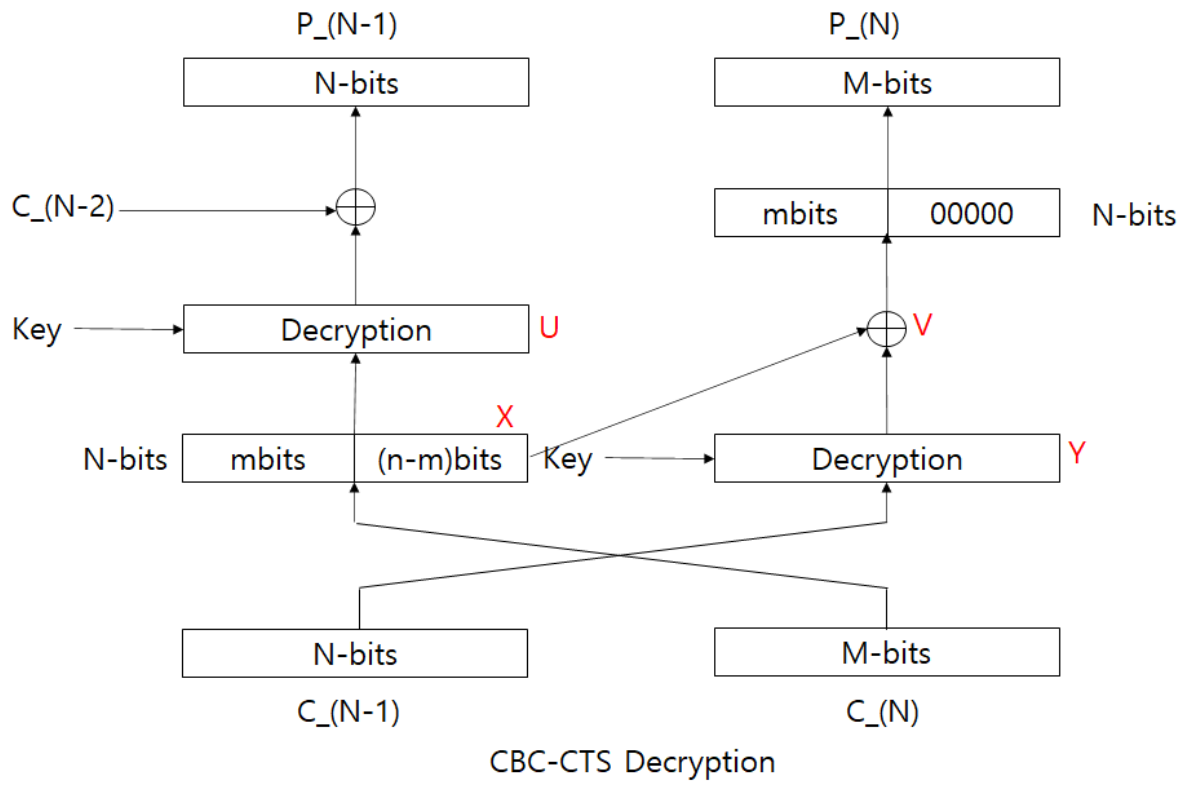 P_(N-1) P_(N)
N-bits M-bits
C_(N-2) mbits 00000 N-bits
Key Decryption U V
X
N-bits mbits (n-m)bits Key Decryption Y
N-bits M-bits
C_(N-1) C_(N)
CBC-CTS Decryption